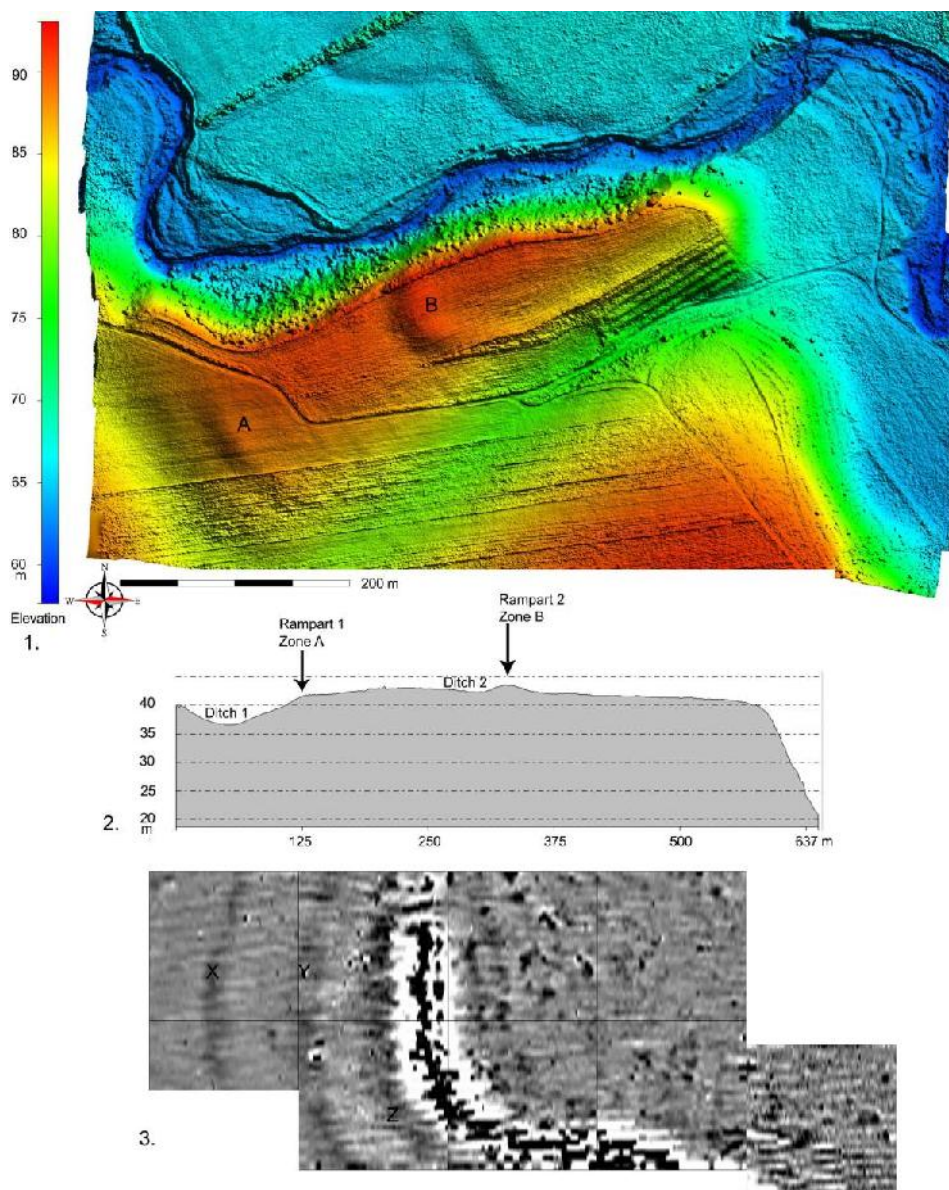 90
85
80
75
70
65
60
m
Elevation
N
W
E
S
200 m
A
B
1.
Rampart 1
Zone A
Rampart 2
Zone B
Ditch 1
Ditch 2
40
35
30
25
20
m
2.
125
250
375
500
637 m
X
Y
Z
3.